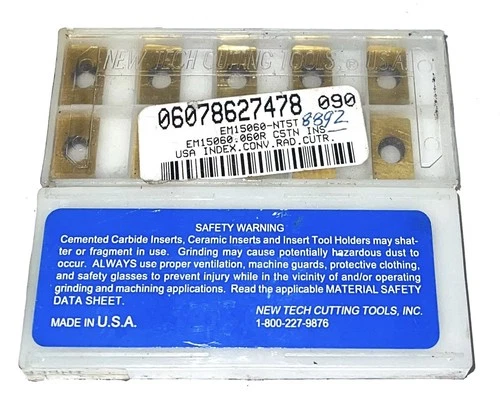 NEW TECH CUTTING TOOLS. ® U.S.A.
06078627478 090
EM15060-NT5T 8892
EM15060.060R CSTN INS
USA INDEX.CONV.RAD.CUTR.
SAFETY WARNING
Cemented Carbide Inserts, Ceramic Inserts and Insert Tool Holders may shat-
ter or fragment in use. Grinding may cause potentially hazardous dust to
occur. ALWAYS use proper ventilation, machine guards, protective clothing,
and safety glasses to prevent injury while in the vicinity of and/or operating
grinding and machining applications. Read the applicable MATERIAL SAFETY
DATA SHEET.
NEW TECH CUTTING TOOLS, INC.
MADE IN U.S.A. 1-800-227-9876